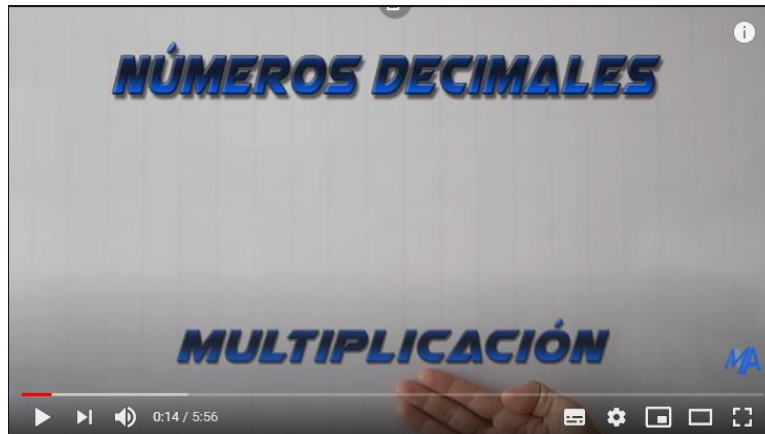 NÚMEROS DECIMALES
MULTIPLICACIÓN
MA
0:14 / 5:56